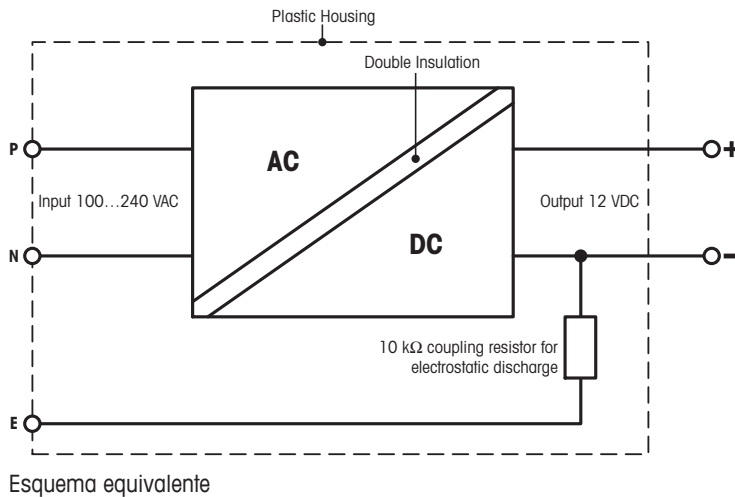 Plastic Housing
Double Insulation
P
AC
+
Input 100...240 VAC
Output 12 VDC
N
DC
–
10 kΩ coupling resistor for
electrostatic discharge
E
Esquema equivalente